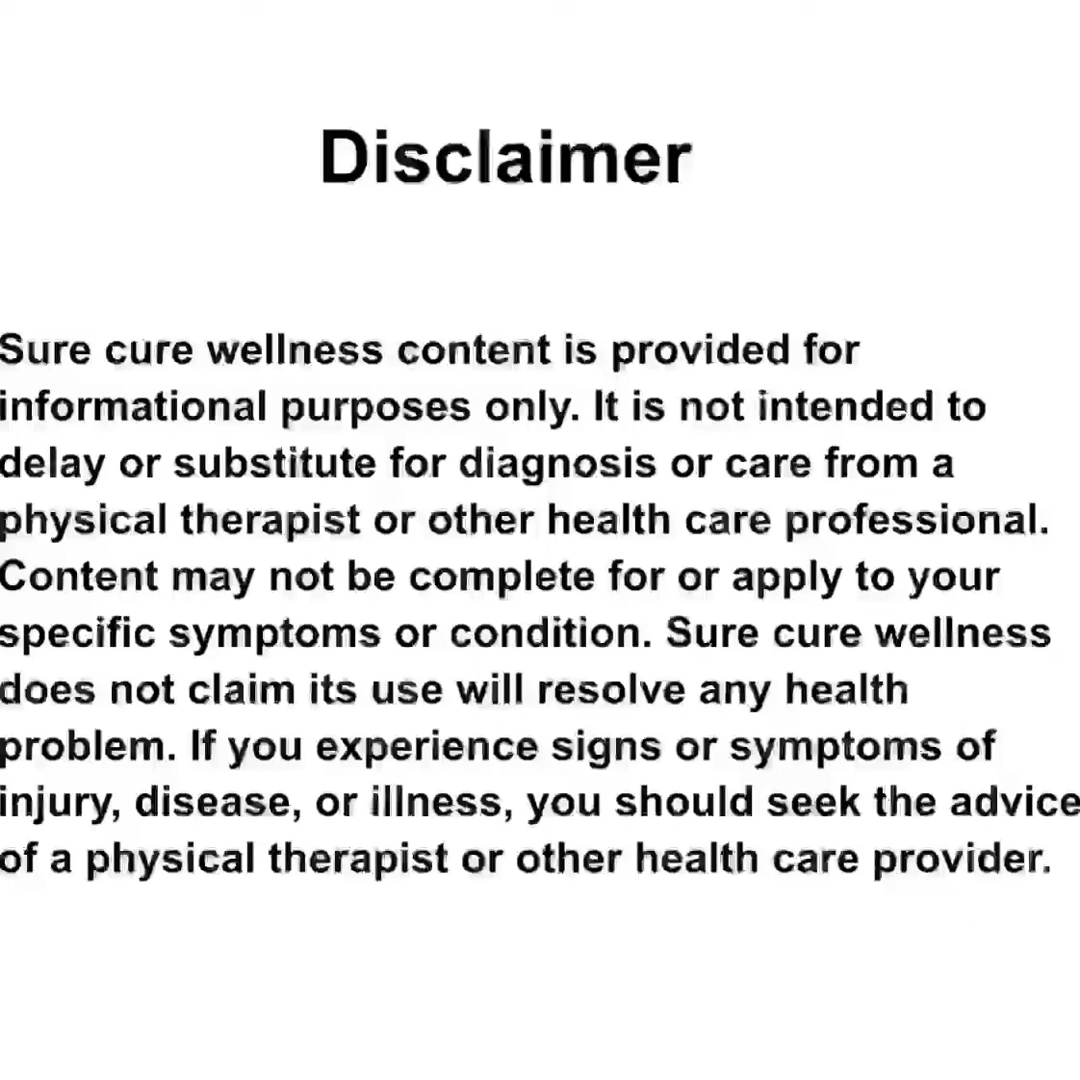 Disclaimer
Sure cure wellness content is provided for
informational purposes only. It is not intended to
delay or substitute for diagnosis or care from a
physical therapist or other health care professional.
Content may not be complete for or apply to your
specific symptoms or condition. Sure cure wellness
does not claim its use will resolve any health
problem. If you experience signs or symptoms of
injury, disease, or illness, you should seek the advice
of a physical therapist or other health care provider.